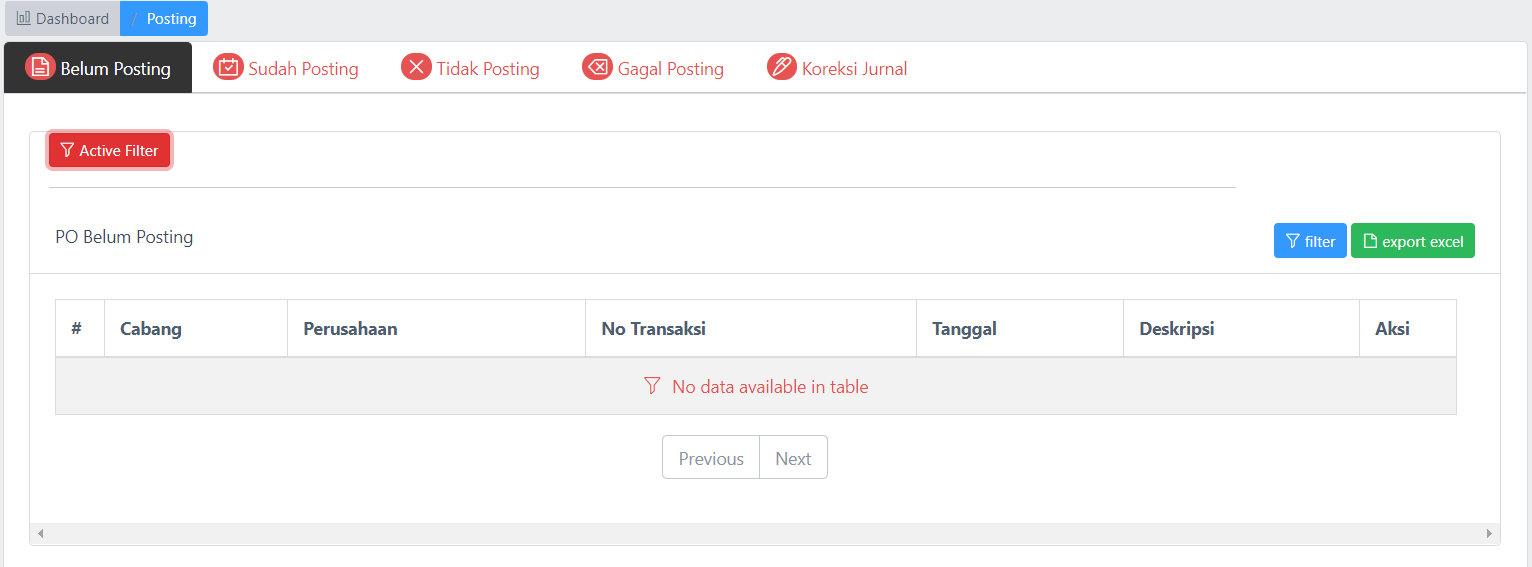 Dashboard / Posting
Belum Posting Sudah Posting Tidak Posting Gagal Posting Koreksi Jurnal
Active Filter
PO Belum Posting filter export excel
# Cabang Perusahaan No Transaksi Tanggal Deskripsi Aksi
No data available in table
Previous Next